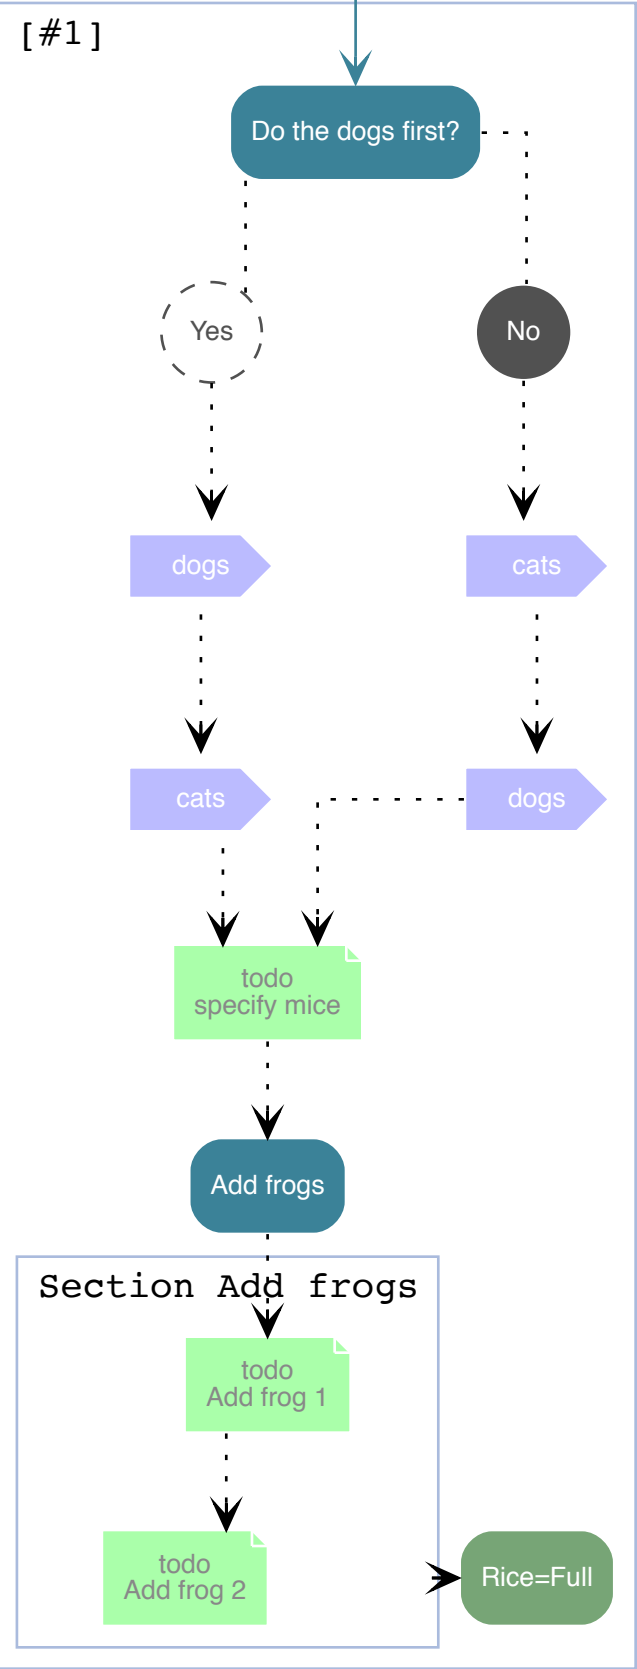 [#1]
Do the dogs first?
Yes
No
dogs
cats
cats
dogs
todo
specify mice
Add frogs
Section Add frogs
todo
Add frog 1
todo
Add frog 2
Rice=Full